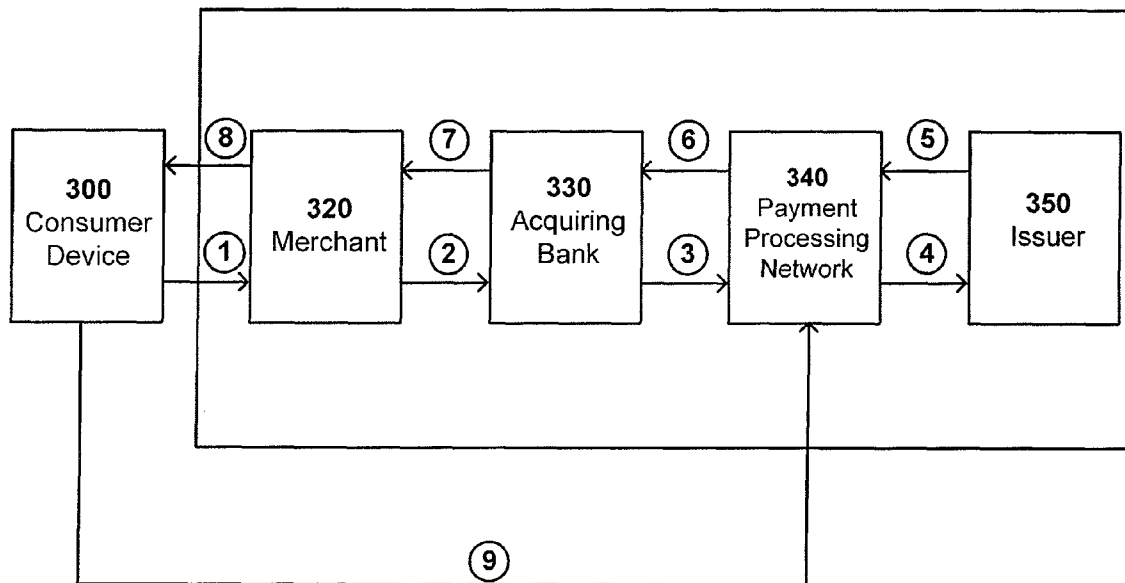 8
7
6
5
300
Consumer
Device
320
Merchant
330
Acquiring
Bank
340
Payment
Processing
Network
350
Issuer
1
2
3
4
9